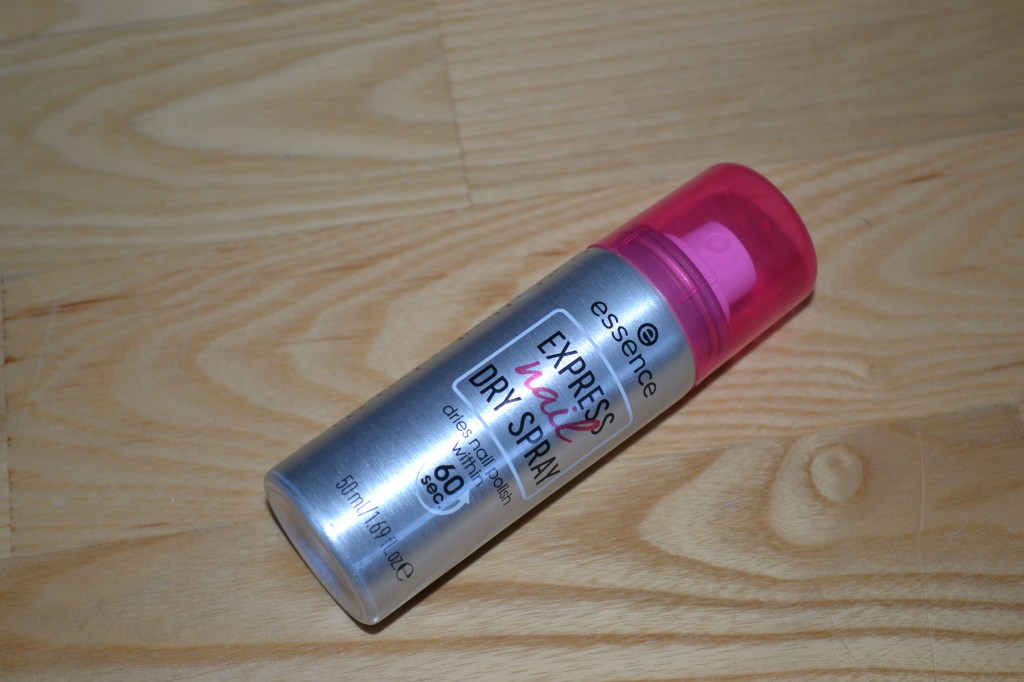 essence
EXPRESS
nail
DRY SPRAY
dries nail polish
within
60
sec.
50 ml/1.69 fl.oz℮